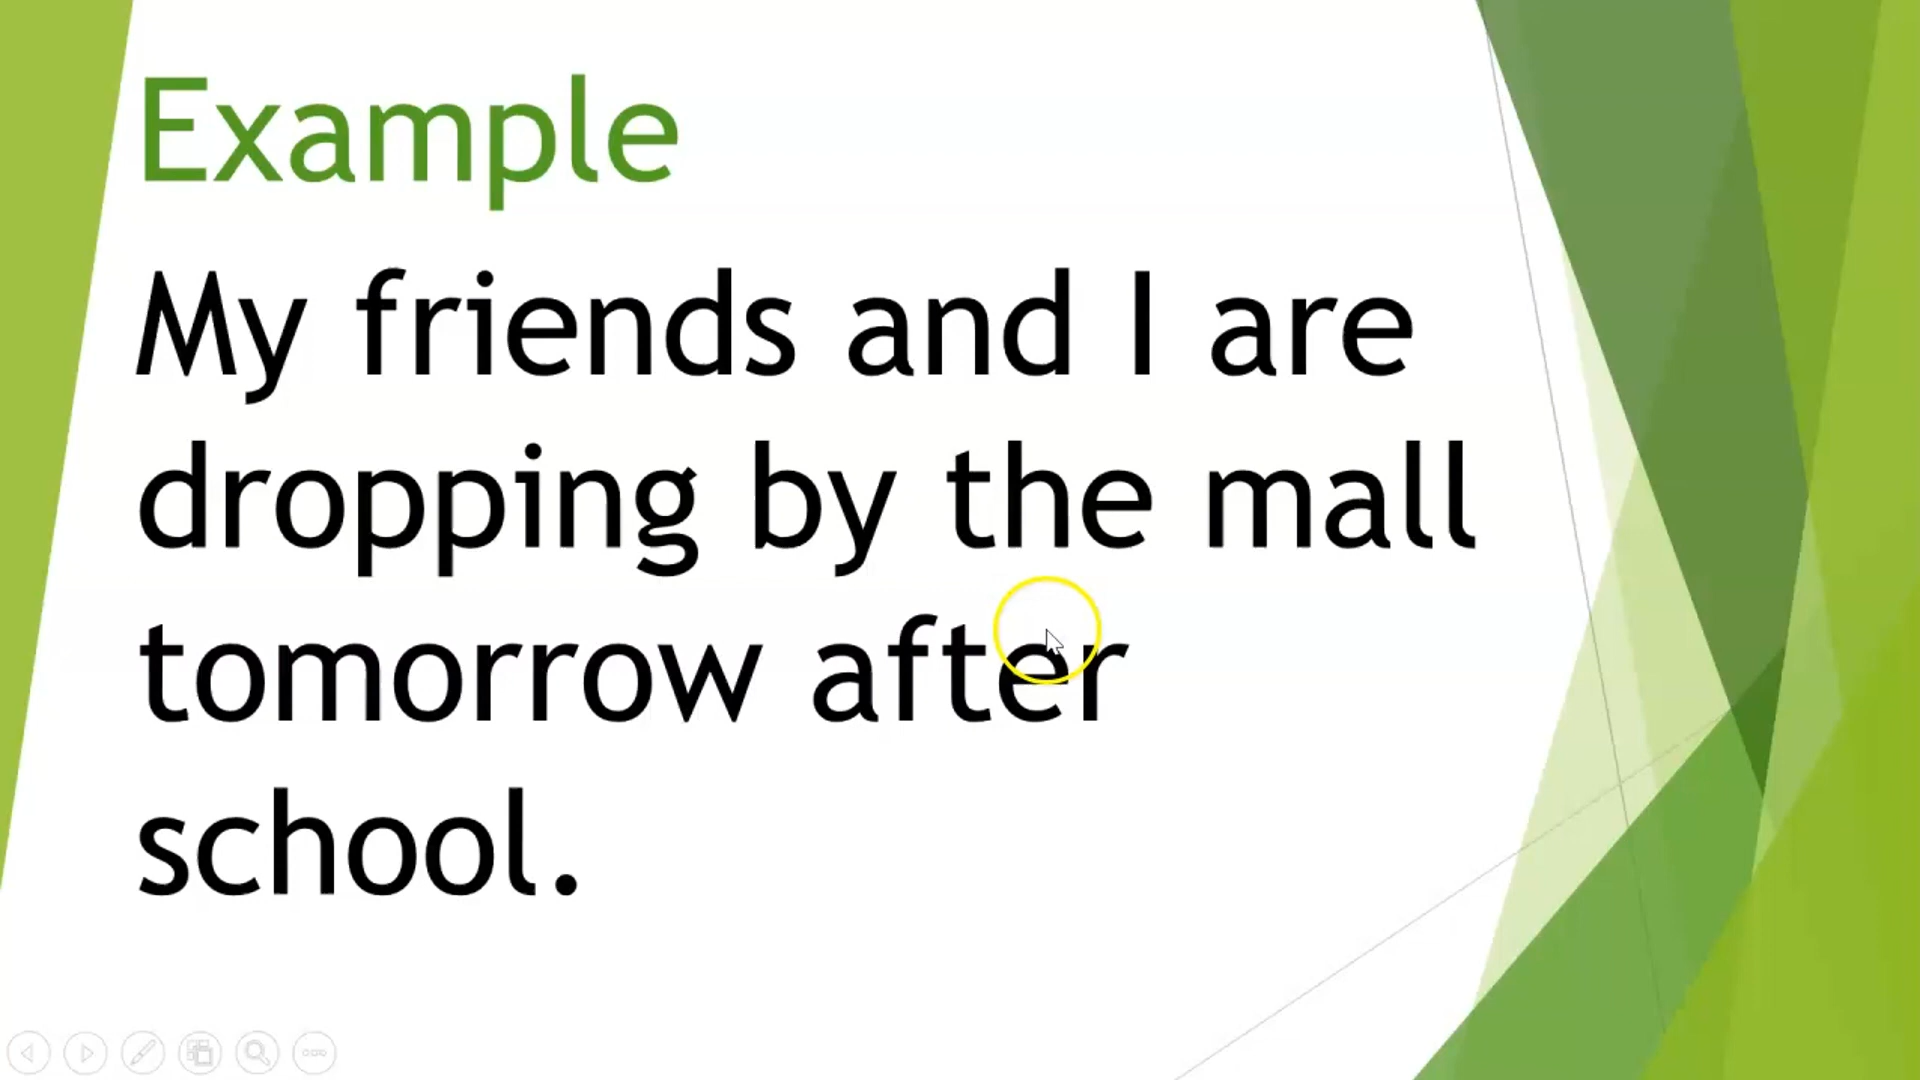 Example
My friends and I are
dropping by the mall
tomorrow after
school.